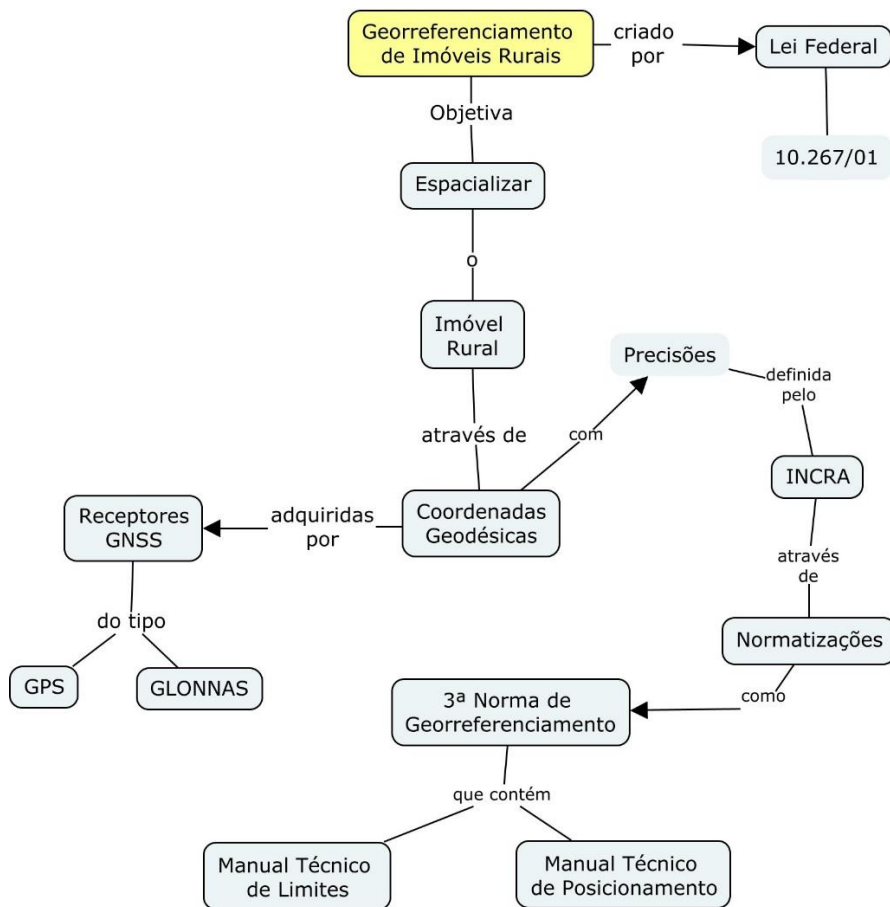 Georreferenciamento
de Imóveis Rurais
criado
por
Lei Federal
10.267/01
Objetiva
Espacializar
o
Imóvel
Rural
através de
Coordenadas
Geodésicas
com
Precisões
definida
pelo
INCRA
através
de
Normatizações
como
3ª Norma de
Georreferenciamento
que contém
Manual Técnico
de Limites
Manual Técnico
de Posicionamento
adquiridas
por
Receptores
GNSS
do tipo
GPS
GLONNAS